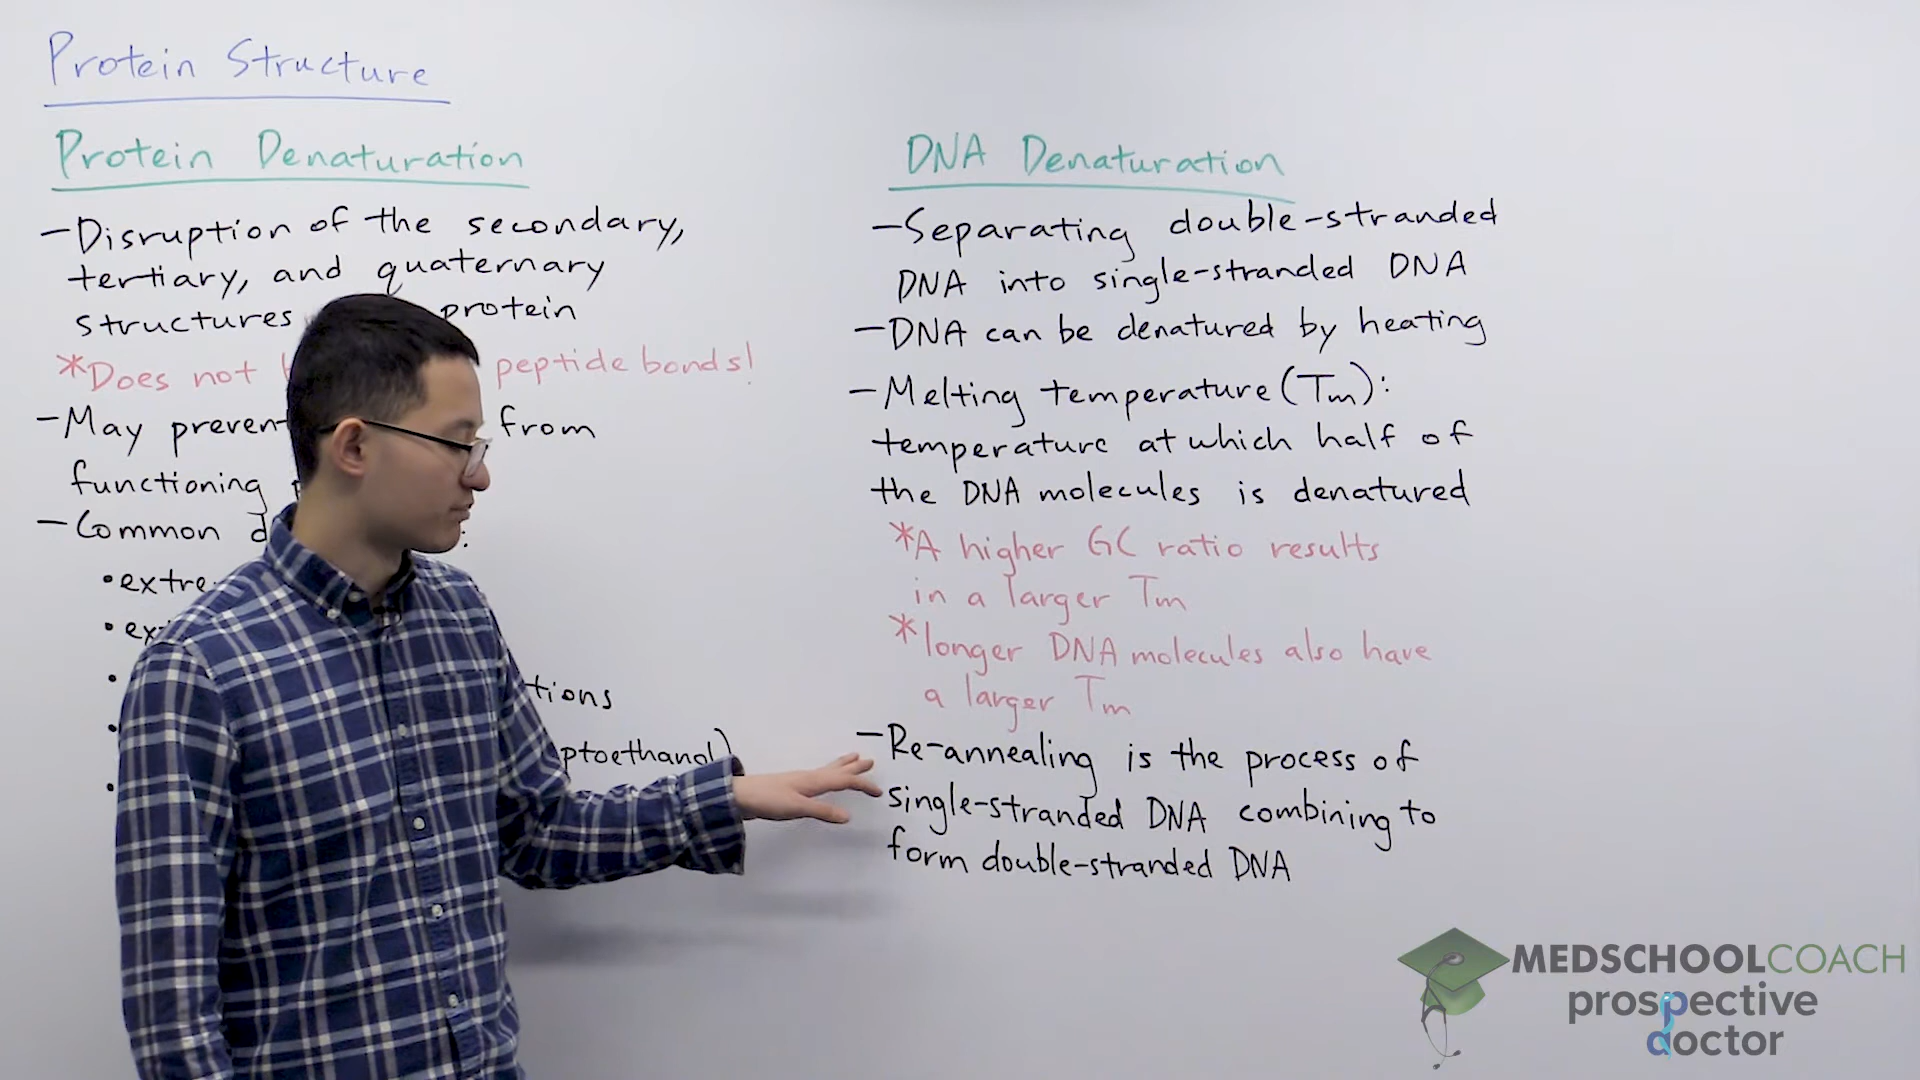 Protein Structure
Protein Denaturation
-Disruption of the secondary,
tertiary, and quaternary
structures protein
*Does not peptide bonds!
-May prevent from
functioning
-Common :
•
•
•
tions
•
•
DNA Denaturation
-Separating double-stranded
DNA into single-stranded DNA
-DNA can be denatured by heating
-Melting temperature (Tm):
temperature at which half of
the DNA molecules is denatured
*A higher GC ratio results
in a larger Tm
*longer DNA molecules also have
a larger Tm
-Re-annealing is the process of
single-stranded DNA combining to
form double-stranded DNA
MEDSCHOOLCOACH
prospective
doctor